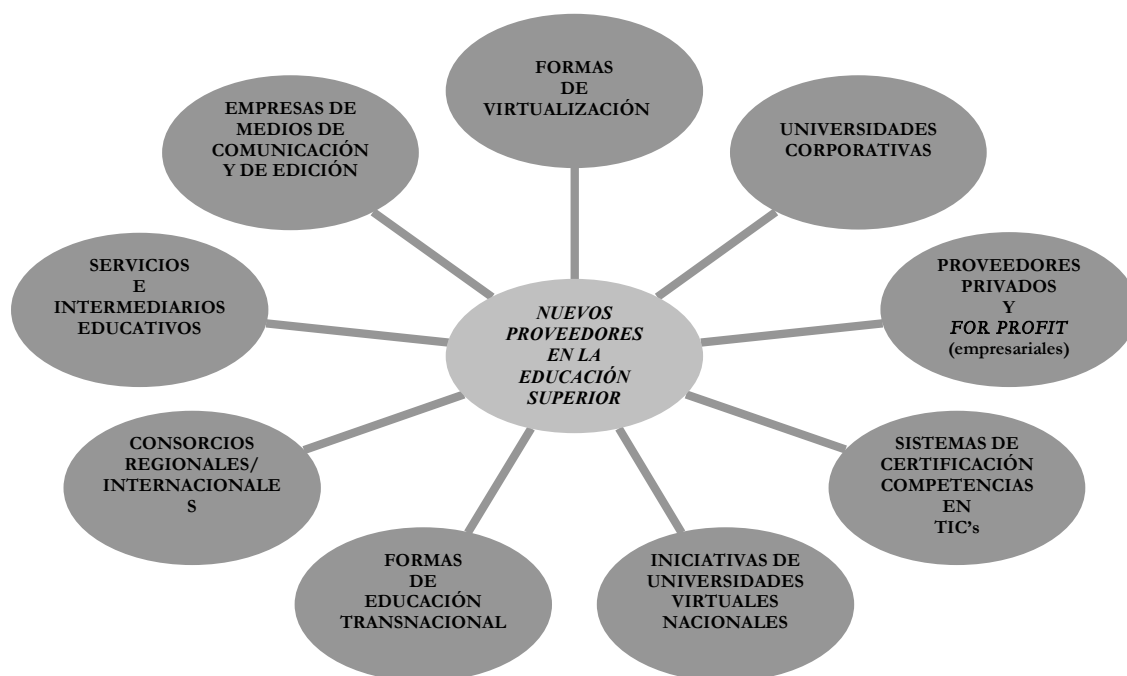 FORMAS
DE
VIRTUALIZACIÓN
EMPRESAS DE
MEDIOS DE
COMUNICACIÓN
Y DE EDICIÓN
UNIVERSIDADES
CORPORATIVAS
SERVICIOS
E
INTERMEDIARIOS
EDUCATIVOS
PROVEEDORES
PRIVADOS
Y
FOR PROFIT
(empresariales)
NUEVOS
PROVEEDORES
EN LA
EDUCACIÓN
SUPERIOR
CONSORCIOS
REGIONALES/
INTERNACIONALE
S
SISTEMAS DE
CERTIFICACIÓN
COMPETENCIAS
EN
TIC's
FORMAS
DE
EDUCACIÓN
TRANSNACIONAL
INICIATIVAS DE
UNIVERSIDADES
VIRTUALES
NACIONALES